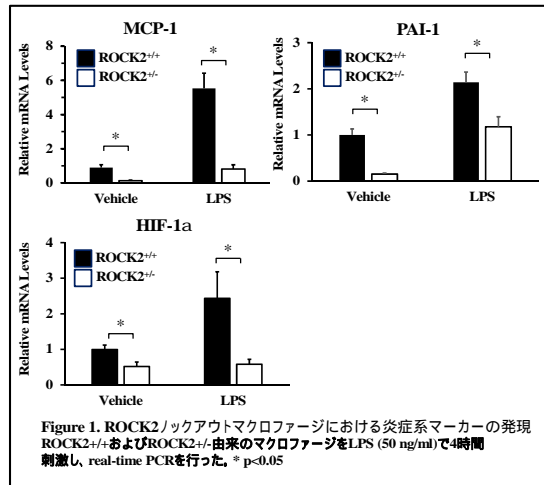 MCP-1
Relative mRNA Levels
8
6
4
2
0
ROCK2+/+
ROCK2+/-
*
*
Vehicle
LPS
PAI-1
Relative mRNA Levels
3
2
1
0
ROCK2+/+
ROCK2+/-
*
*
Vehicle
LPS
HIF-1a
Relative mRNA Levels
4
3
2
1
0
ROCK2+/+
ROCK2+/-
*
*
Vehicle
LPS
Figure 1. ROCK2ノックアウトマクロファージにおける炎症系マーカーの発現
ROCK2+/+およびROCK2+/-由来のマクロファージをLPS (50 ng/ml)で4時間
刺激し、real-time PCRを行った。* p<0.05